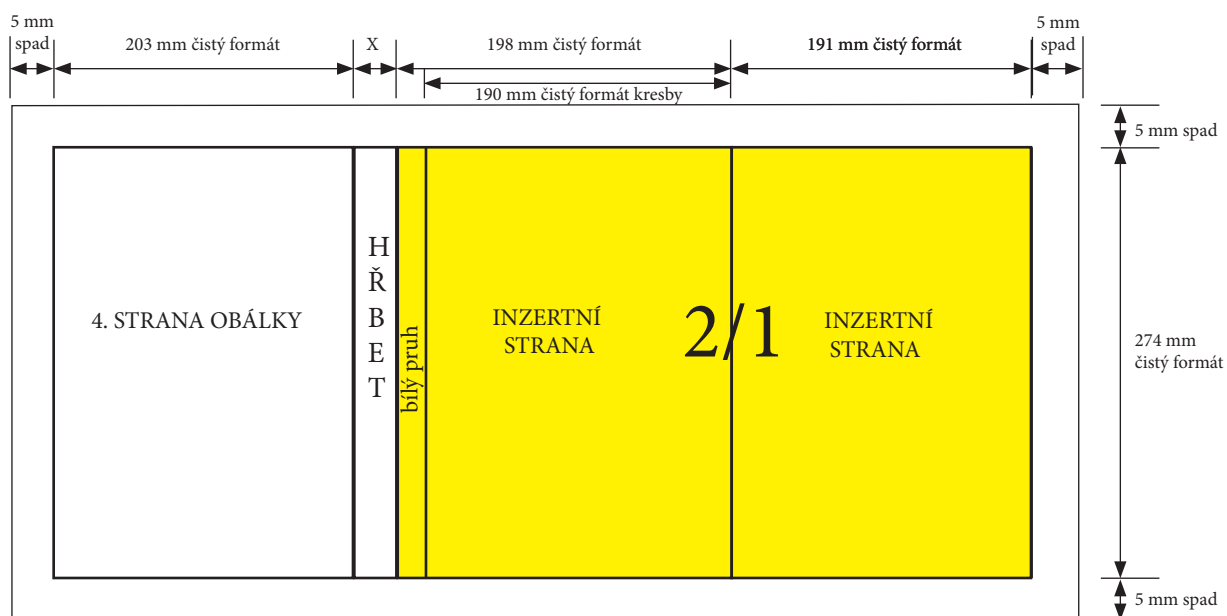 5 mm
spad
203 mm čistý formát
X
198 mm čistý formát
191 mm čistý formát
5 mm
spad
190 mm čistý formát kresby
5 mm spad
4. STRANA OBÁLKY
H
Ř
B
E
T
bílý pruh
INZERTNÍ
STRANA
2/1
INZERTNÍ
STRANA
274 mm
čistý formát
5 mm spad